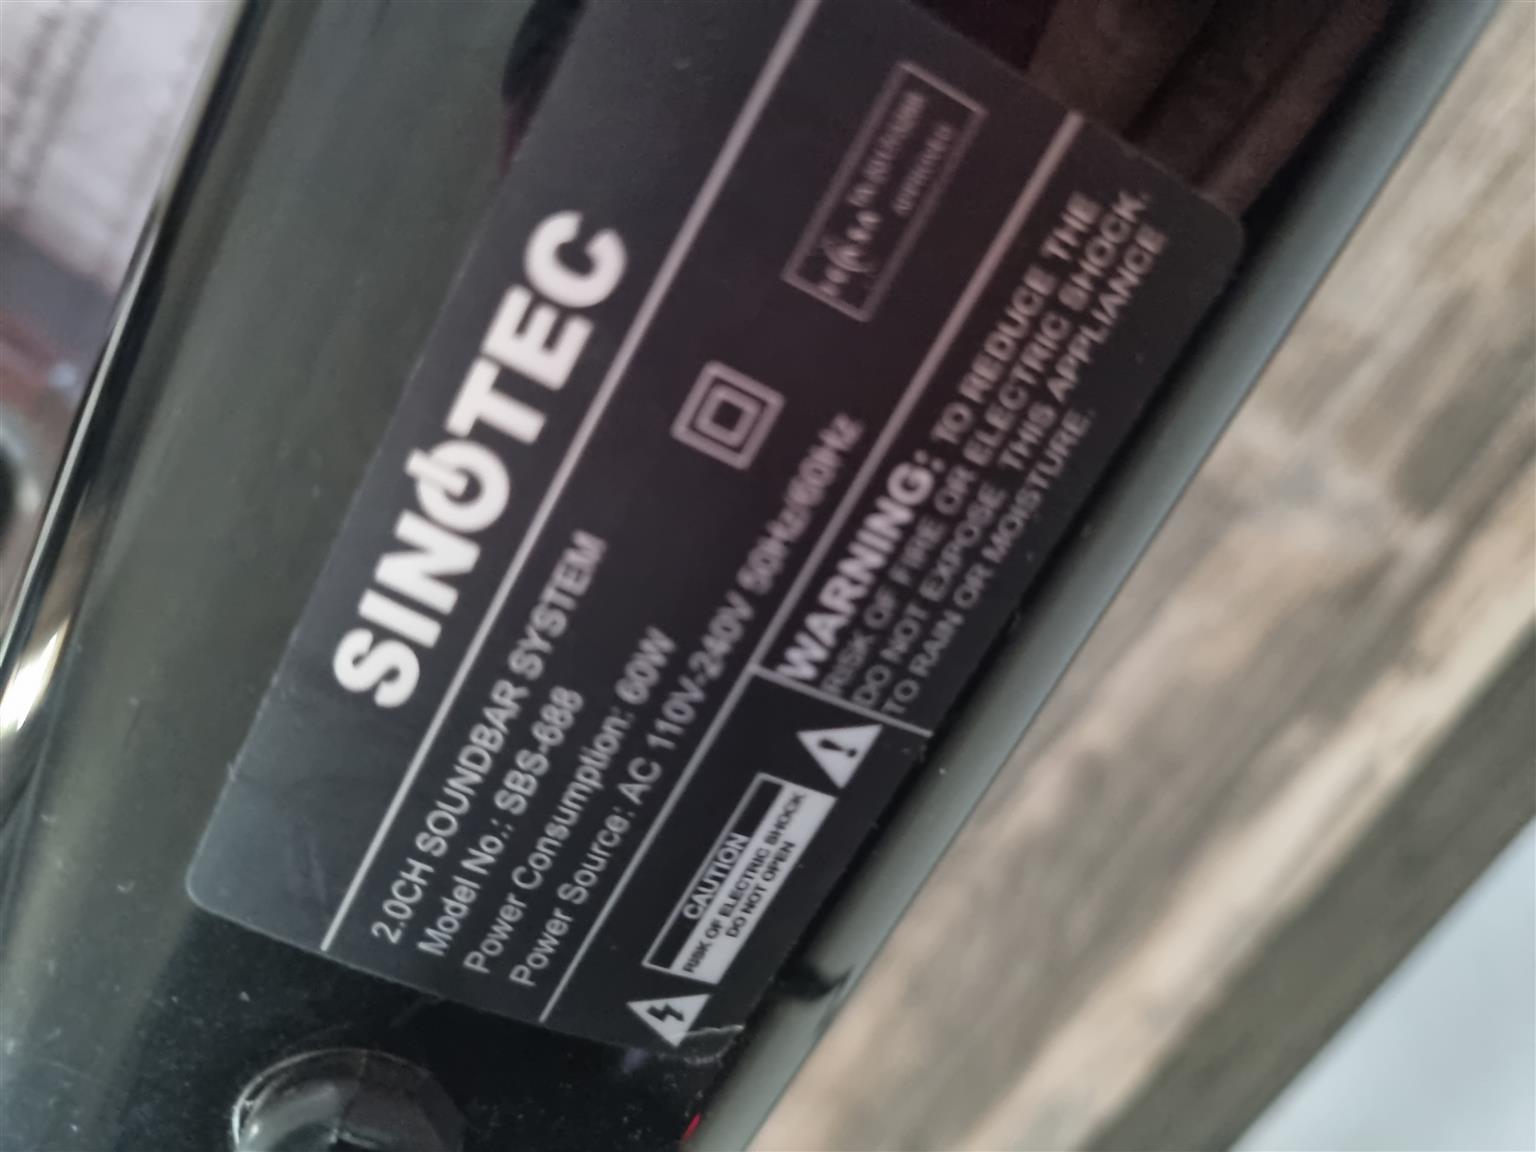 SINOTEC
2.0CH SOUNDBAR SYSTEM
Model No.: SBS-688
Power Consumption: 60W
Power Source: AC 110V-240V 50Hz/60Hz
CAUTION
RISK OF ELECTRIC SHOCK
DO NOT OPEN
WARNING: TO REDUCE THE
RISK OF FIRE OR ELECTRIC SHOCK.
DO NOT EXPOSE THIS APPLIANCE
TO RAIN OR MOISTURE.